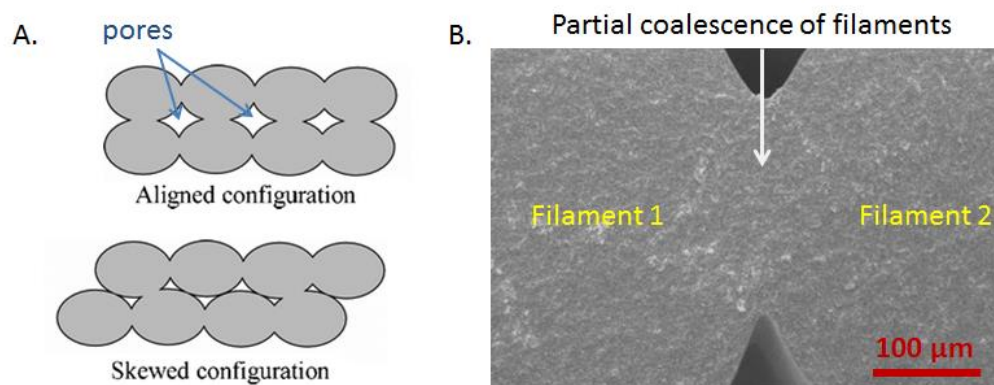 A.
pores
Aligned configuration
Skewed configuration
B.
Partial coalescence of filaments
Filament 1
Filament 2
100 μm